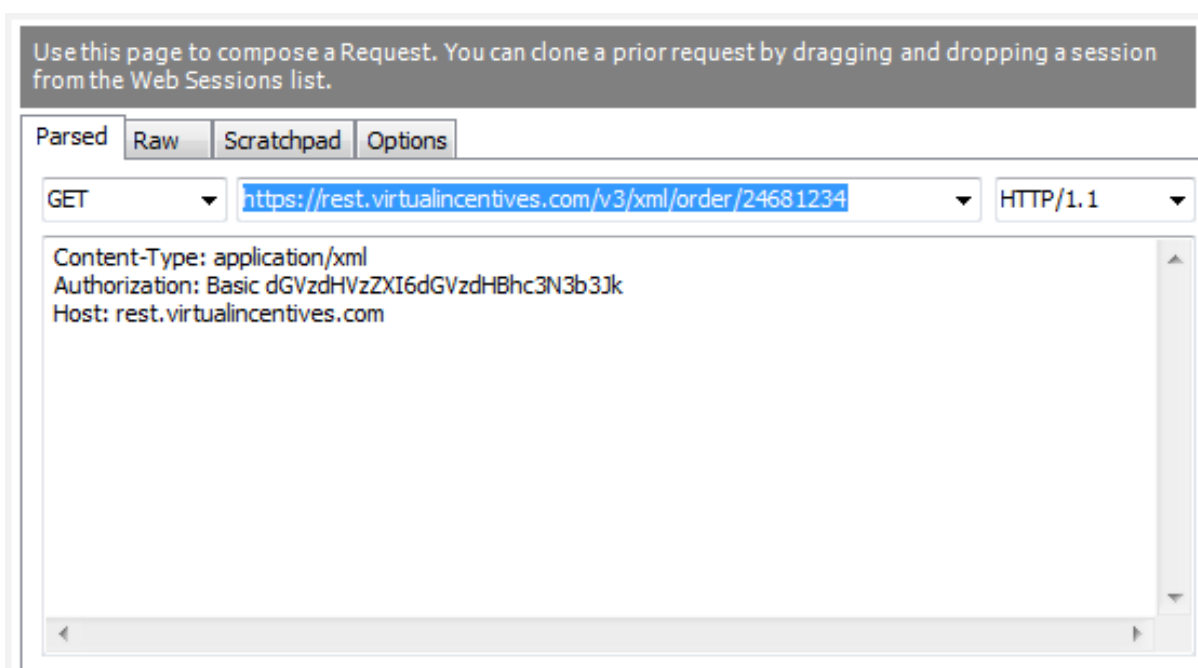 Use this page to compose a Request. You can clone a prior request by dragging and dropping a session
from the Web Sessions list.
Parsed Raw Scratchpad Options
GET https://rest.virtualincentives.com/v3/xml/order/24681234 HTTP/1.1
Content-Type: application/xml
Authorization: Basic dGVzdHVzZXI6dGVzdHBhc3N3b3Jk
Host: rest.virtualincentives.com